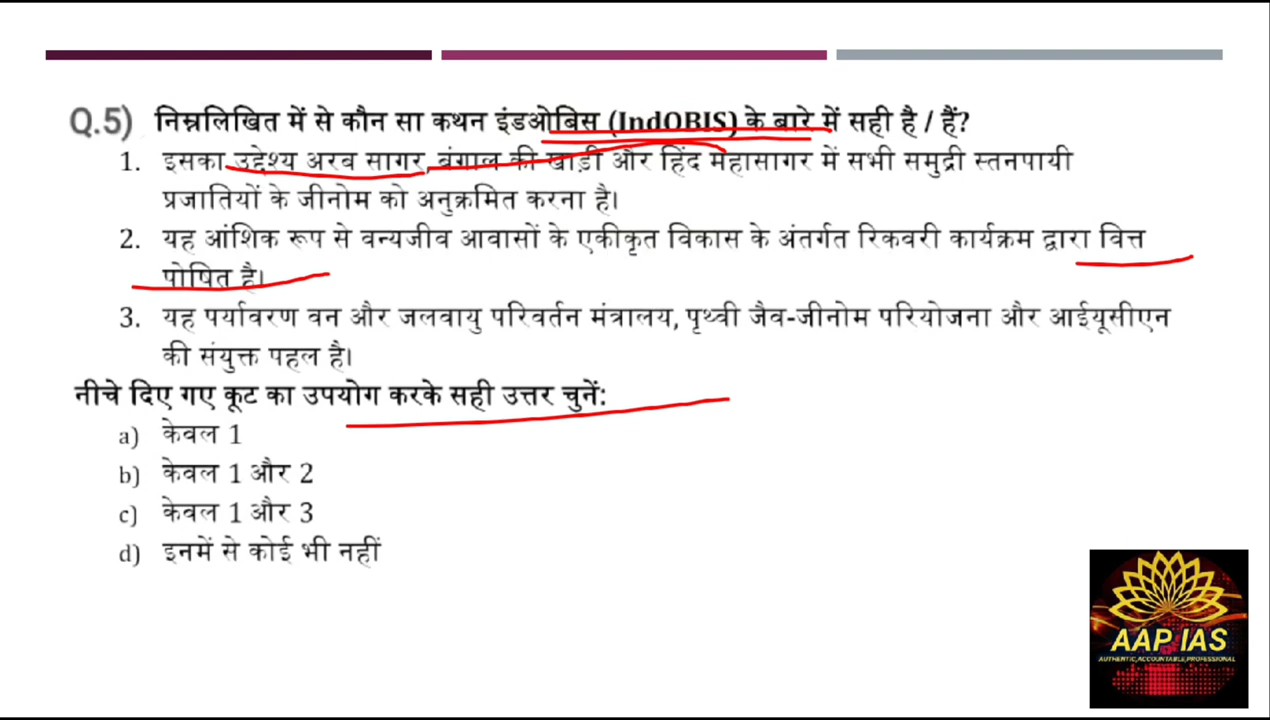 Q.5) निम्नलिखित में से कौन सा कथन इंडओबिस (IndOBIS) के बारे में सही है / हैं?
1. इसका उद्देश्य अरब सागर, बंगाल की खाड़ी और हिंद महासागर में सभी समुद्री स्तनपायी
प्रजातियों के जीनोम को अनुक्रमित करना है।
2. यह आंशिक रूप से वन्यजीव आवासों के एकीकृत विकास के अंतर्गत रिकवरी कार्यक्रम द्वारा वित्त
पोषित है।
3. यह पर्यावरण वन और जलवायु परिवर्तन मंत्रालय, पृथ्वी जैव-जीनोम परियोजना और आईयूसीएन
की संयुक्त पहल है।
नीचे दिए गए कूट का उपयोग करके सही उत्तर चुनें:
a) केवल 1
b) केवल 1 और 2
c) केवल 1 और 3
d) इनमें से कोई भी नहीं
AAP IAS
AUTHENTIC,ACCOUNTABLE,PROFESSIONAL